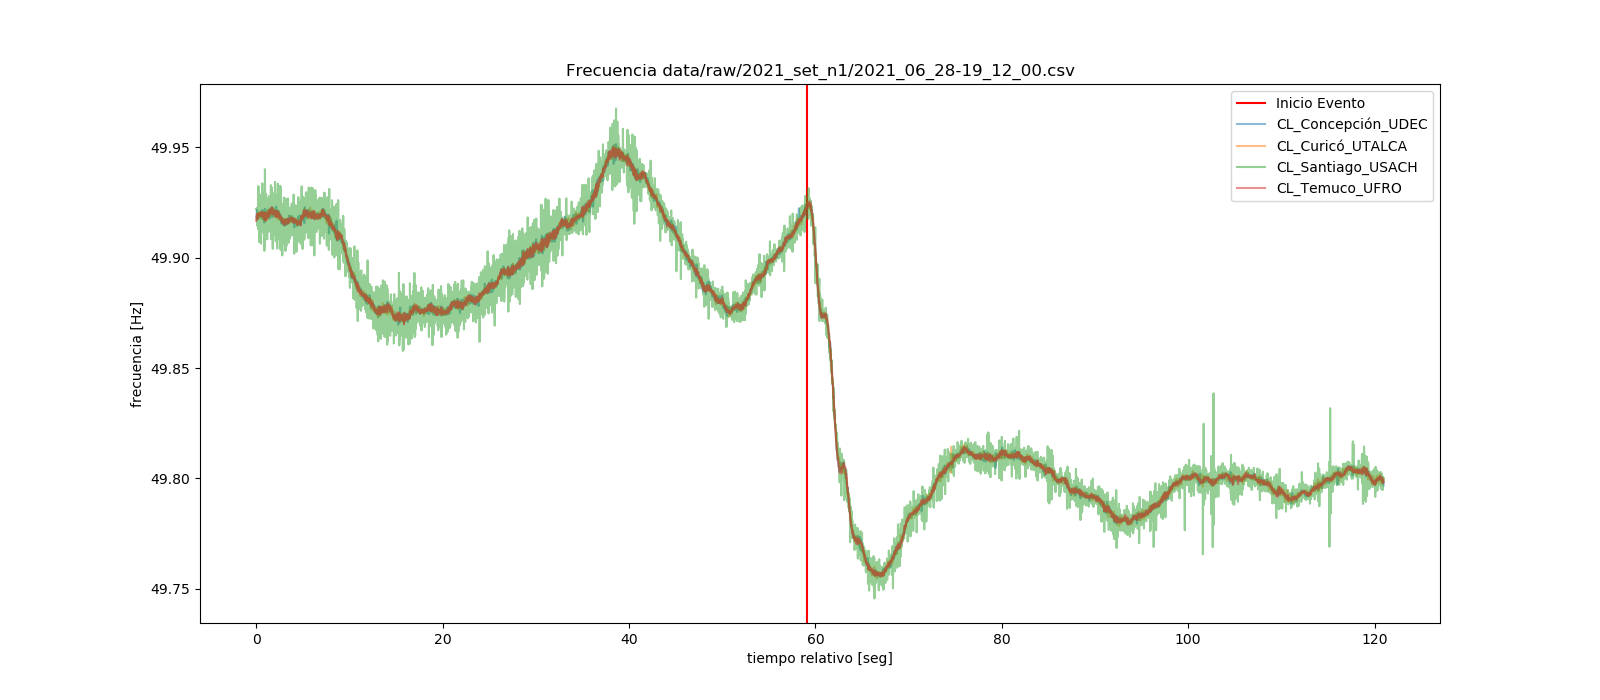 Frecuencia data/raw/2021_set_n1/2021_06_28-19_12_00.csv
Inicio Evento
CL_Concepción_UDEC
CL_Curicó_UTALCA
CL_Santiago_USACH
CL_Temuco_UFRO
frecuencia [Hz]
49.95
49.90
49.85
49.80
49.75
0 20 40 60 80 100 120
tiempo relativo [seg]